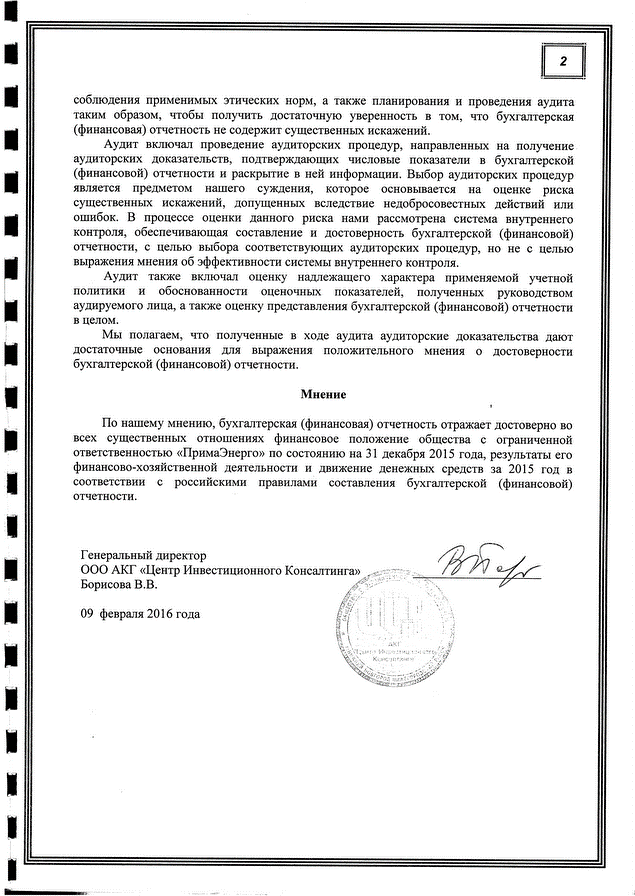 2
соблюдения применимых этических норм, а также планирования и проведения аудита
таким образом, чтобы получить достаточную уверенность в том, что бухгалтерская
(финансовая) отчетность не содержит существенных искажений.
Аудит включал проведение аудиторских процедур, направленных на получение
аудиторских доказательств, подтверждающих числовые показатели в бухгалтерской
(финансовой) отчетности и раскрытие в ней информации. Выбор аудиторских процедур
является предметом нашего суждения, которое основывается на оценке риска
существенных искажений, допущенных вследствие недобросовестных действий или
ошибок. В процессе оценки данного риска нами рассмотрена система внутреннего
контроля, обеспечивающая составление и достоверность бухгалтерской (финансовой)
отчетности, с целью выбора соответствующих аудиторских процедур, но не с целью
выражения мнения об эффективности системы внутреннего контроля.
Аудит также включал оценку надлежащего характера применяемой учетной
политики и обоснованности оценочных показателей, полученных руководством
аудируемого лица, а также оценку представления бухгалтерской (финансовой) отчетности
в целом.
Мы полагаем, что полученные в ходе аудита аудиторские доказательства дают
достаточные основания для выражения положительного мнения о достоверности
бухгалтерской (финансовой) отчетности.
Мнение
По нашему мнению, бухгалтерская (финансовая) отчетность отражает достоверно во
всех существенных отношениях финансовое положение общества с ограниченной
ответственностью «ПримаЭнерго» по состоянию на 31 декабря 2015 года, результаты его
финансово-хозяйственной деятельности и движение денежных средств за 2015 год в
соответствии с российскими правилами составления бухгалтерской (финансовой)
отчетности.
Генеральный директор
ООО АКГ «Центр Инвестиционного Консалтинга»
Борисова В.В.
09 февраля 2016 года
АКГ